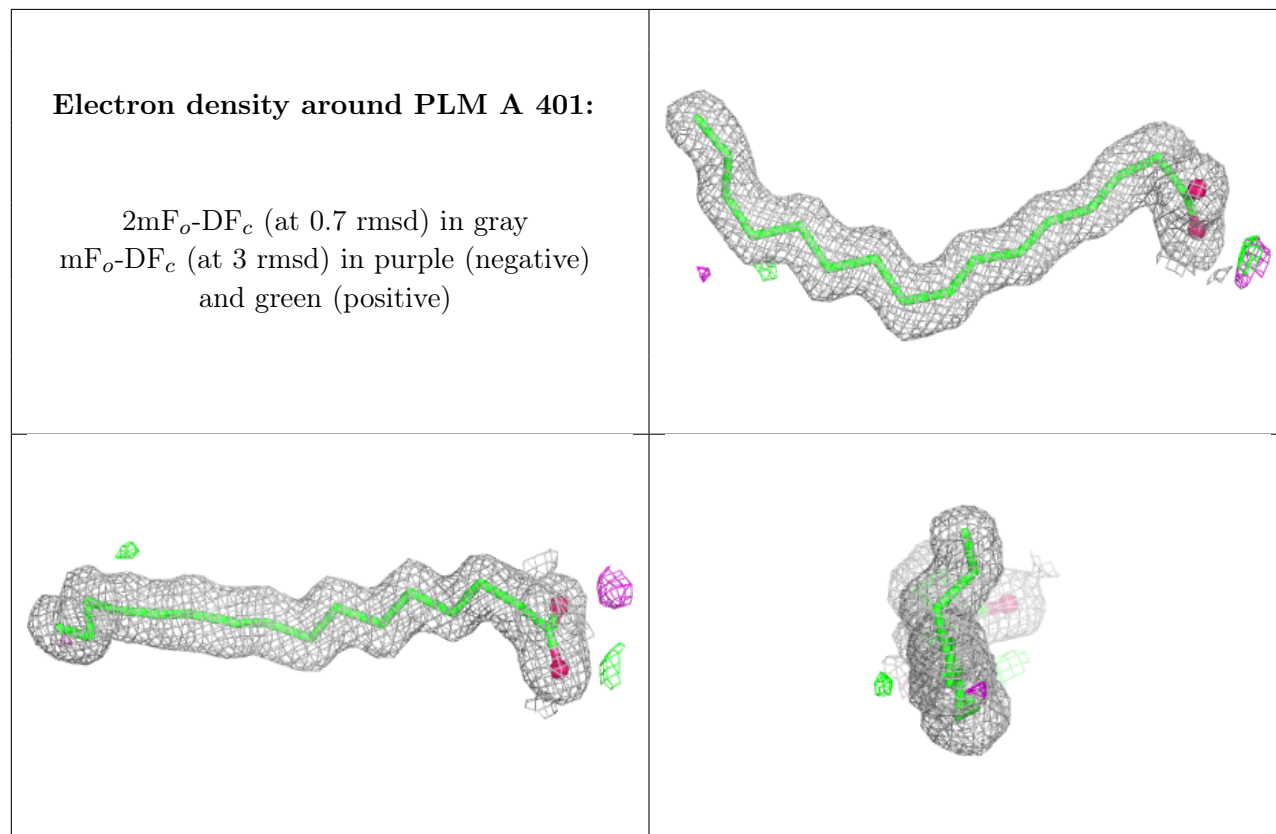 Electron density around PLM A 401:
2mFo-DFc (at 0.7 rmsd) in gray
mFo-DFc (at 3 rmsd) in purple (negative)
and green (positive)